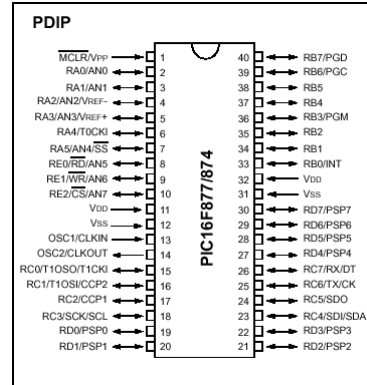 PDIP
MCLR/VPP 1 40 RB7/PGD
RA0/AN0 2 39 RB6/PGC
RA1/AN1 3 38 RB5
RA2/AN2/VREF- 4 37 RB4
RA3/AN3/VREF+ 5 36 RB3/PGM
RA4/T0CKI 6 35 RB2
RA5/AN4/SS 7 34 RB1
RE0/RD/AN5 8 33 RB0/INT
RE1/WR/AN6 9 32 VDD
RE2/CS/AN7 10 31 VSS
VDD 11 30 RD7/PSP7
VSS 12 29 RD6/PSP6
OSC1/CLKIN 13 28 RD5/PSP5
OSC2/CLKOUT 14 27 RD4/PSP4
RC0/T1OSO/T1CKI 15 26 RC7/RX/DT
RC1/T1OSI/CCP2 16 25 RC6/TX/CK
RC2/CCP1 17 24 RC5/SDO
RC3/SCK/SCL 18 23 RC4/SDI/SDA
RD0/PSP0 19 22 RD3/PSP3
RD1/PSP1 20 21 RD2/PSP2
PIC16F877/874